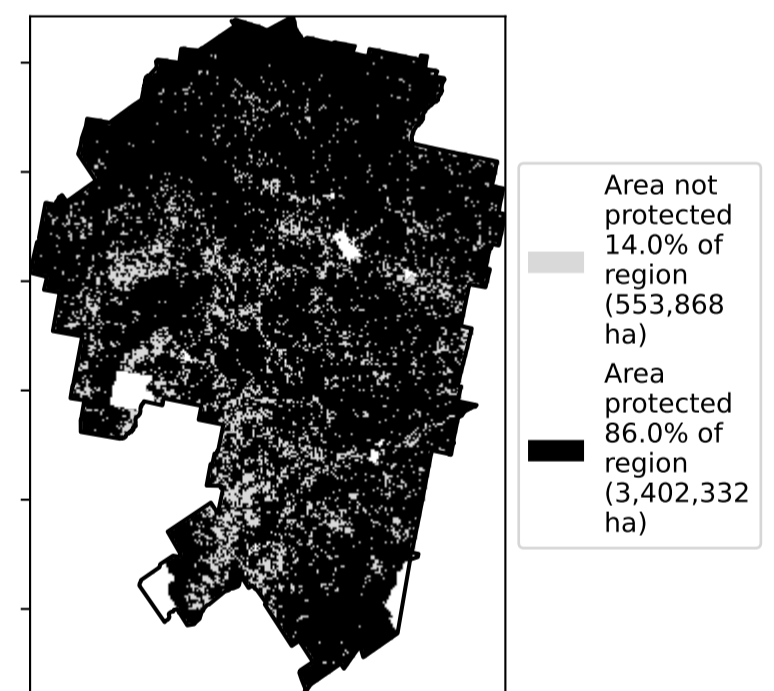 Area not
protected
14.0% of
region
(553,868
ha)
Area
protected
86.0% of
region
(3,402,332
ha)